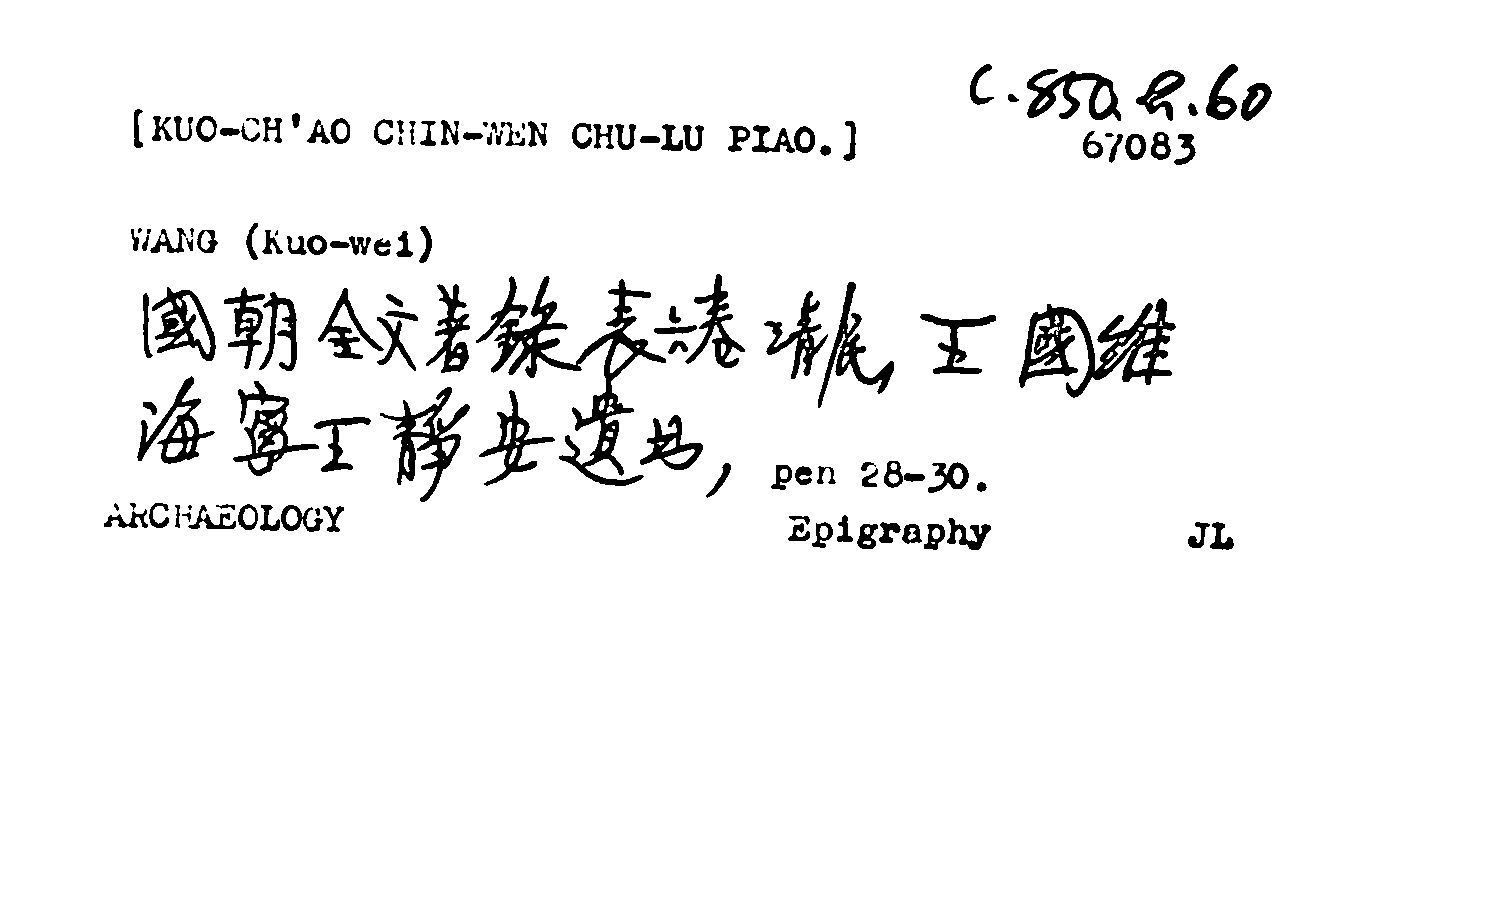 C.850.h.60
[KUO-CH'AO CHIN-WEN CHU-LU PIAO.]
67083
WANG (Kuo-wei)
國朝金文著錄表六卷 清民, 王國維
海寧王靜安遺書, pen 28-30.
ARCHAEOLOGY Epigraphy JL